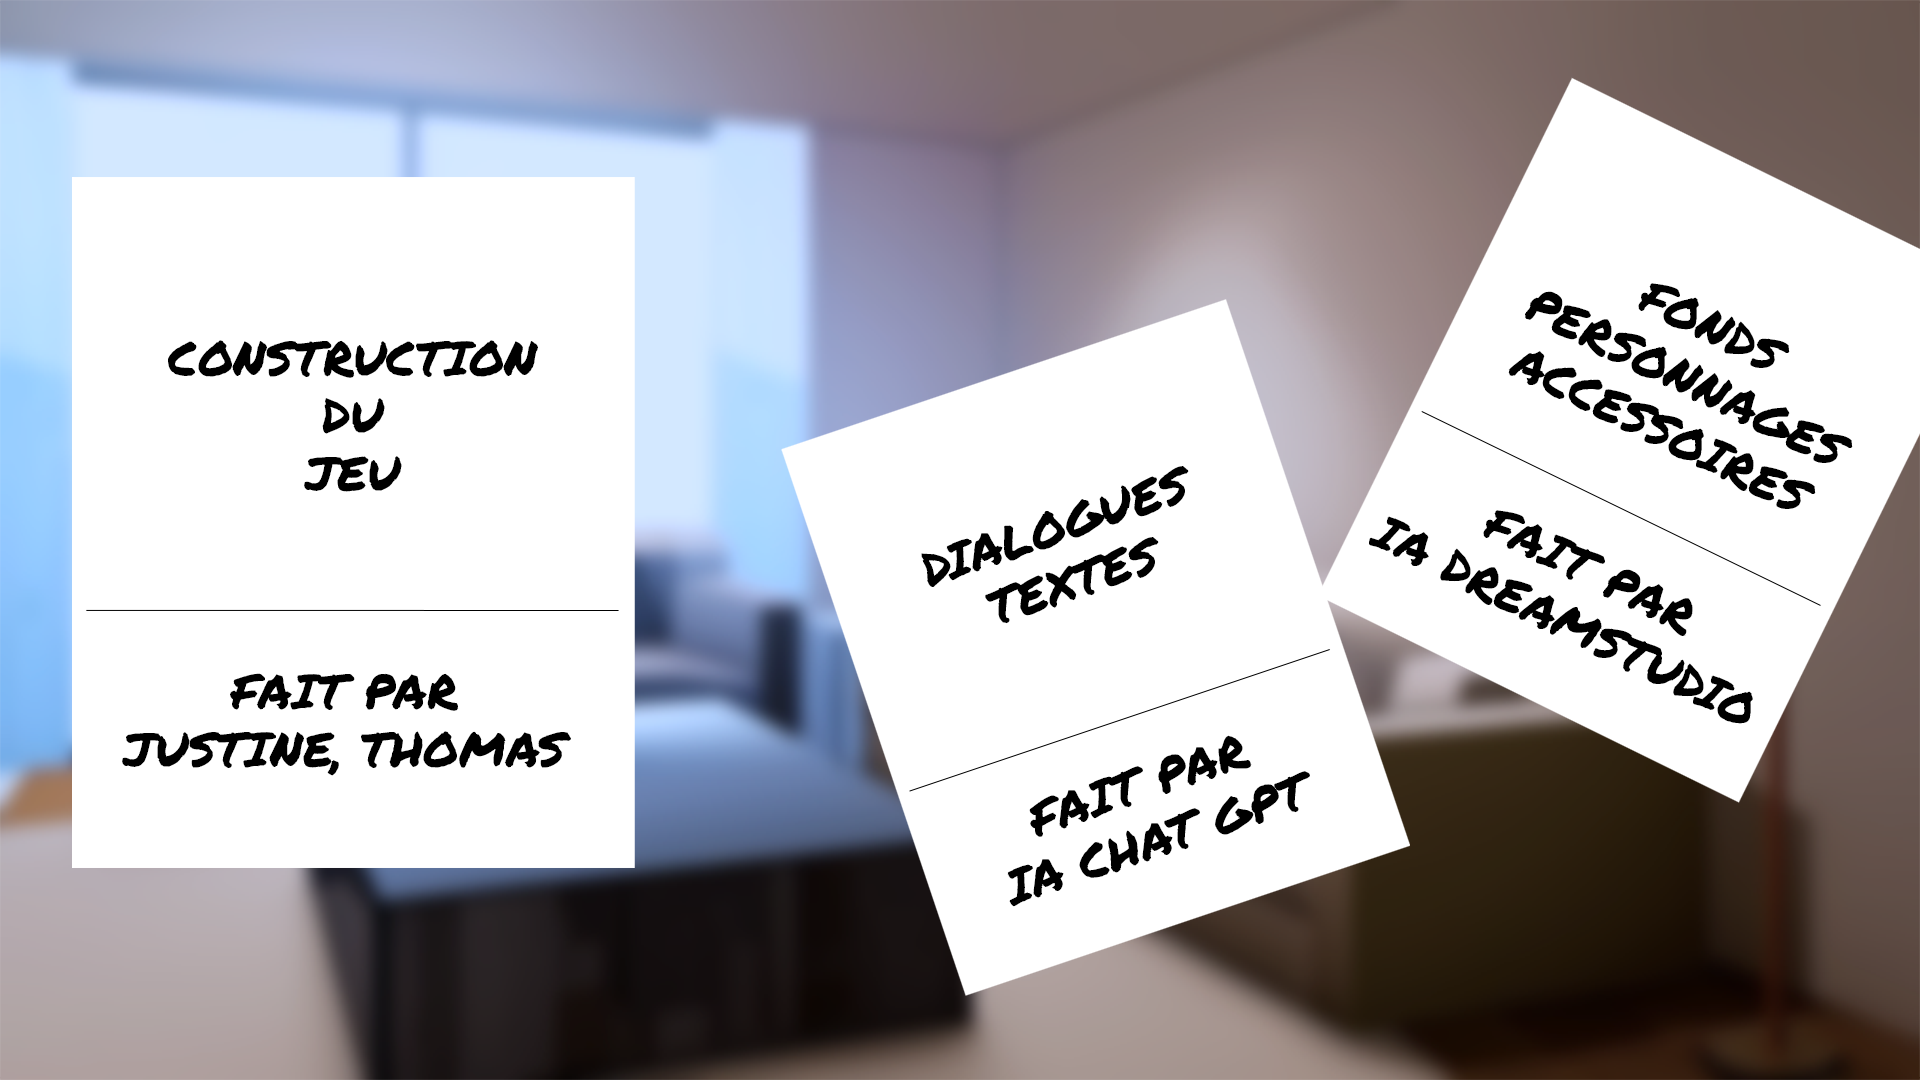 CONSTRUCTION
DU
JEU
FAIT PAR
JUSTINE, THOMAS
DIALOGUES
TEXTES
FAIT PAR
IA CHAT GPT
FONDS
PERSONNAGES
ACCESSOIRES
FAIT PAR
IA DREAMSTUDIO